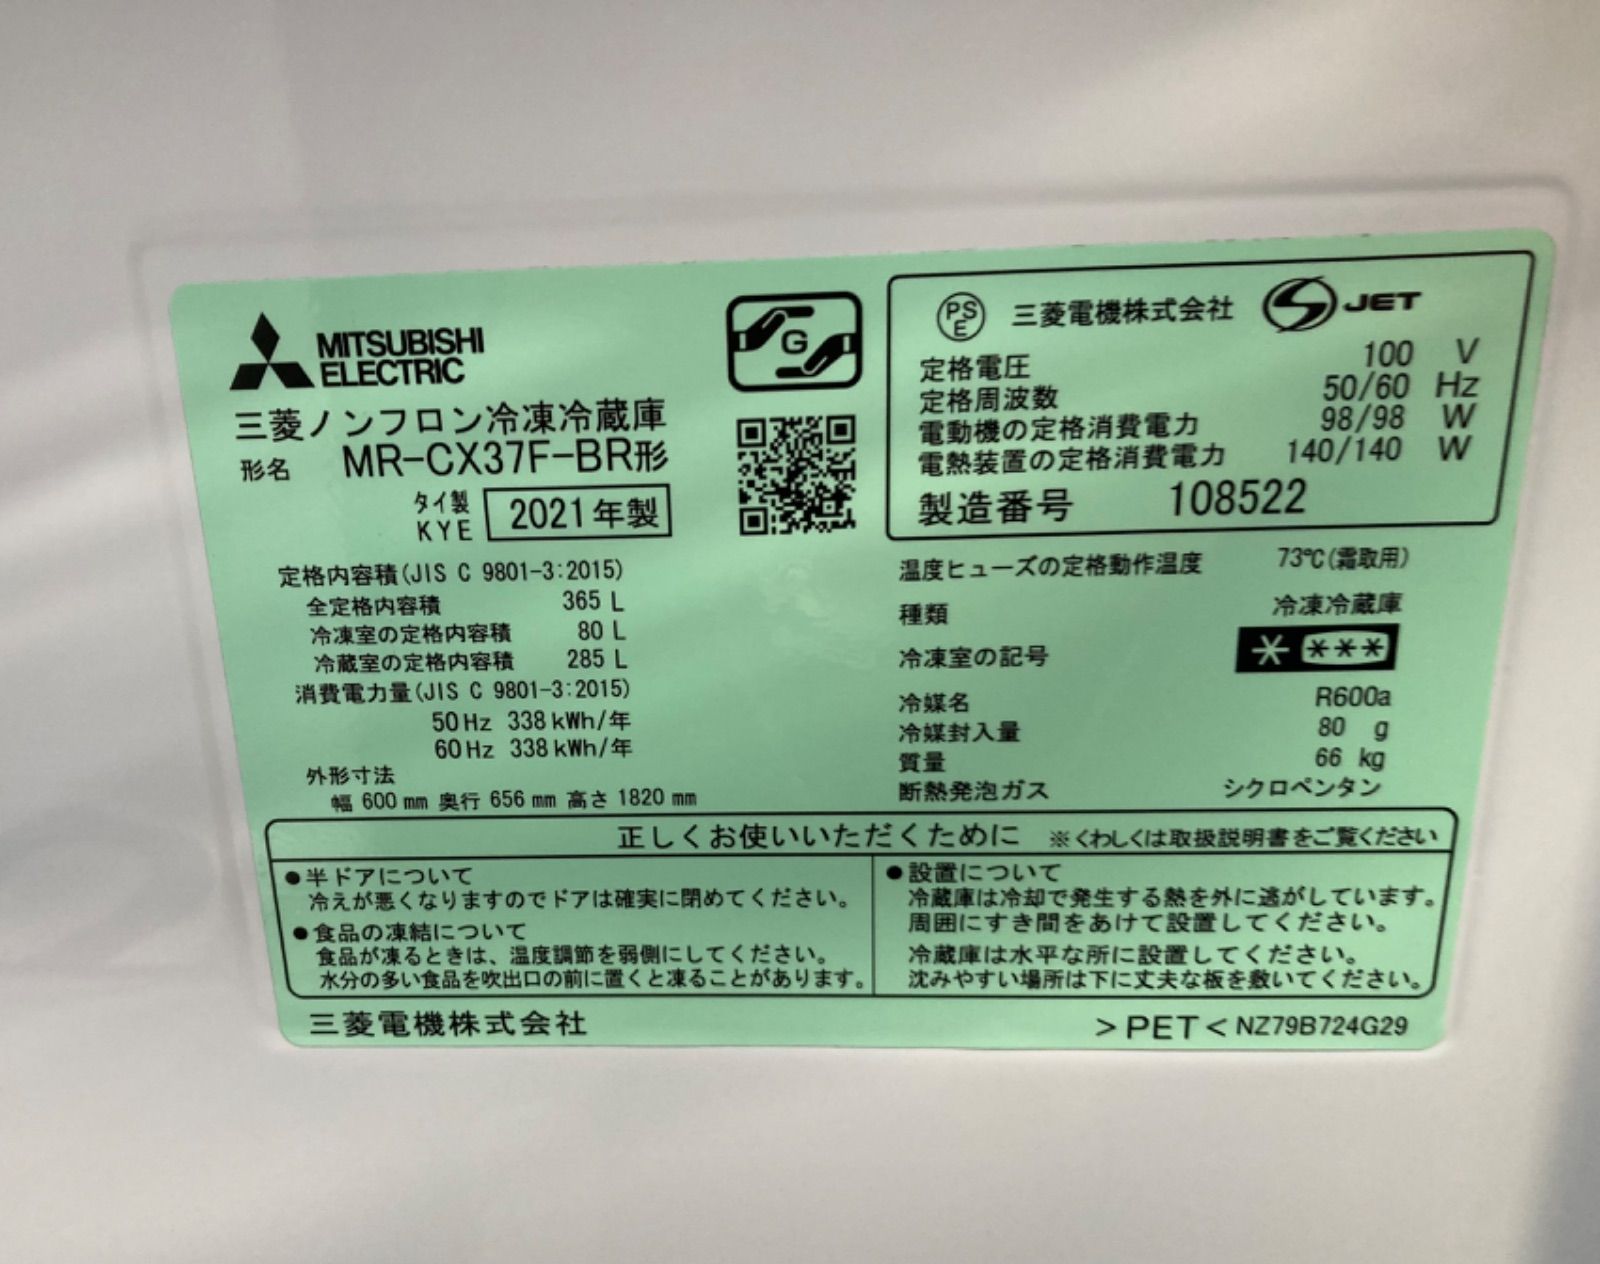 MITSUBISHI
ELECTRIC
三菱ノンフロン冷凍冷蔵庫
形名 MR-CX37F-BR形
タイ製
KYE 2021年製
定格内容積(JIS C 9801-3:2015)
全定格内容積 365 L
冷凍室の定格内容積 80 L
冷蔵室の定格内容積 285 L
消費電力量(JIS C 9801-3:2015)
50Hz 338kWh/年
60Hz 338kWh/年
外形寸法
幅 600mm 奥行 656mm 高さ 1820mm
G
PSE 三菱電機株式会社 JET
定格電圧 100 V
定格周波数 50/60 Hz
電動機の定格消費電力 98/98 W
電熱装置の定格消費電力 140/140 W
製造番号 108522
温度ヒューズの定格動作温度 73℃(霜取用)
種類 冷凍冷蔵庫
冷凍室の記号 * ***
冷媒名 R600a
冷媒封入量 80 g
質量 66 kg
断熱発泡ガス シクロペンタン
正しくお使いいただくために ※くわしくは取扱説明書をご覧ください
●半ドアについて
冷えが悪くなりますのでドアは確実に閉めてください。
●食品の凍結について
食品が凍るときは、温度調節を弱側にしてください。
水分の多い食品を吹出口の前に置くと凍ることがあります。
●設置について
冷蔵庫は冷却で発生する熱を外に逃がしています。
周囲にすき間をあけて設置してください。
冷蔵庫は水平な所に設置してください。
沈みやすい場所は下に丈夫な板を敷いてください。
三菱電機株式会社
>PET< NZ79B724G29